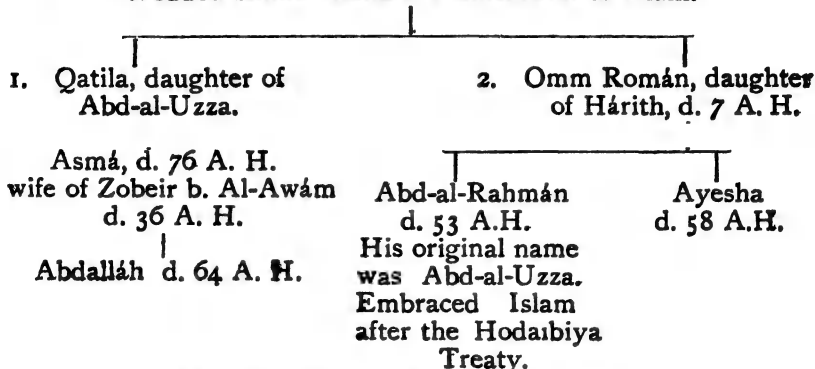 1. Qatila, daughter of
Abd-al-Uzza.
2. Omm Román, daughter
of Hárith, d. 7 A. H.
Asmá, d. 76 A. H.
wife of Zobeir b. Al-Awám
d. 36 A. H.
Abdalláh d. 64 A. H.
Abd-al-Rahmán
d. 53 A.H.
His original name
was Abd-al-Uzza.
Embraced Islam
after the Hodaibiya
Treaty.
Ayesha
d. 58 A.H.